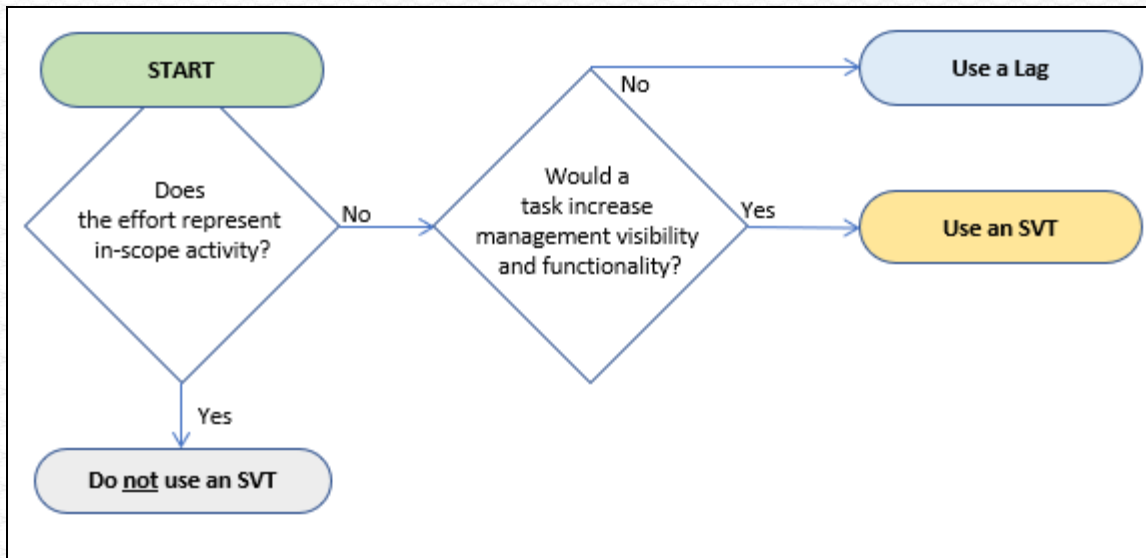 START
Does
the effort represent
in-scope activity?
No
Yes
Do not use an SVT
Would a
task increase
management visibility
and functionality?
No
Use a Lag
Yes
Use an SVT